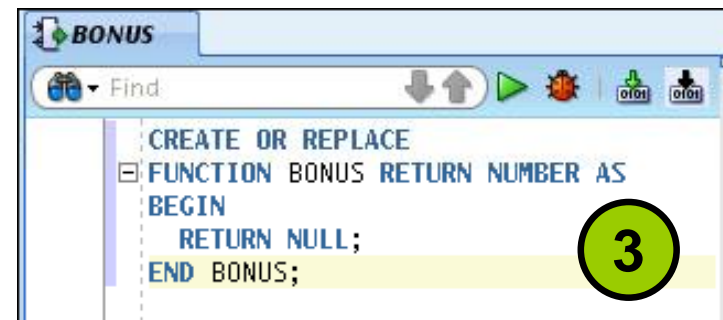 BONUS
Find
CREATE OR REPLACE
FUNCTION BONUS RETURN NUMBER AS
BEGIN
RETURN NULL;
END BONUS;
3